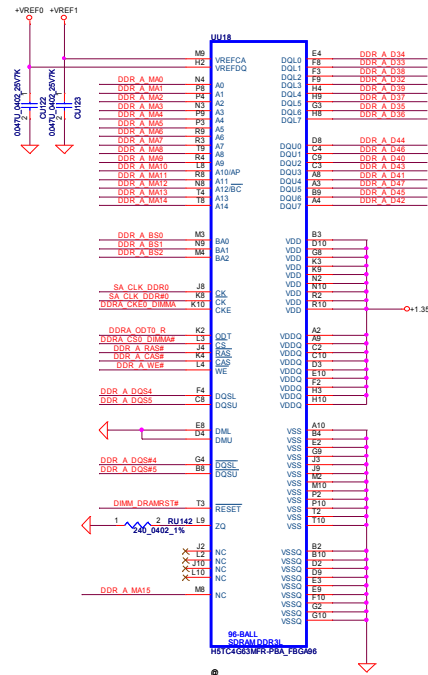 +VREF0 +VREF1
UU18
0.047U_0402_25V7K
CU122
1
2
0.047U_0402_25V7K
CU123
1
2
M9 VREFCA
H2 VREFDQ
DDR_A_MA0 N4 A0
DDR_A_MA1 P8 A1
DDR_A_MA2 P4 A2
DDR_A_MA3 N3 A3
DDR_A_MA4 P9 A4
DDR_A_MA5 P3 A5
DDR_A_MA6 R9 A6
DDR_A_MA7 R3 A7
DDR_A_MA8 T9 A8
DDR_A_MA9 R4 A9
DDR_A_MA10 L8 A10/AP
DDR_A_MA11 R8 A11
DDR_A_MA12 N8 A12/BC
DDR_A_MA13 T4 A13
DDR_A_MA14 T8 A14
DDR_A_BS0 M3 BA0
DDR_A_BS1 N9 BA1
DDR_A_BS2 M4 BA2
SA_CLK_DDR0 J8 CK
SA_CLK_DDR#0 K8 CK
DDRA_CKE0_DIMMA K10 CKE
DDRA_ODT0_R K2 ODT
DDRA_CS0_DIMMA# L3 CS
DDR_A_RAS# J4 RAS
DDR_A_CAS# K4 CAS
DDR_A_WE# L4 WE
DDR_A_DQS4 F4 DQSL
DDR_A_DQS5 C8 DQSU
E8 DML
D4 DMU
DDR_A_DQS#4 G4 DQSL
DDR_A_DQS#5 B8 DQSU
DIMM_DRAMRST# T3 RESET
1 2 RU142 L9 ZQ
240_0402_1%
J2 NC
L2 NC
J10 NC
L10 NC
DDR_A_MA15 M8 NC
DQL0 E4 DDR_A_D34
DQL1 F8 DDR_A_D33
DQL2 F3 DDR_A_D38
DQL3 F9 DDR_A_D32
DQL4 H4 DDR_A_D39
DQL5 H9 DDR_A_D37
DQL6 G3 DDR_A_D35
DQL7 H8 DDR_A_D36
DQU0 D8 DDR_A_D44
DQU1 C4 DDR_A_D46
DQU2 C9 DDR_A_D40
DQU3 C3 DDR_A_D43
DQU4 A8 DDR_A_D41
DQU5 A3 DDR_A_D47
DQU6 B9 DDR_A_D45
DQU7 A4 DDR_A_D42
VDD B3
VDD D10
VDD G8
VDD K3
VDD K9
VDD N2
VDD N10
VDD R2
VDD R10
+1.35
VDDQ A2
VDDQ A9
VDDQ C2
VDDQ C10
VDDQ D3
VDDQ E10
VDDQ F2
VDDQ H3
VDDQ H10
VSS A10
VSS B4
VSS E2
VSS G9
VSS J3
VSS J9
VSS M2
VSS M10
VSS P2
VSS P10
VSS T2
VSS T10
VSSQ B2
VSSQ B10
VSSQ D2
VSSQ D9
VSSQ E3
VSSQ E9
VSSQ F10
VSSQ G2
VSSQ G10
96-BALL
SDRAM DDR3L
H5TC4G63MFR-PBA_FBGA96
@